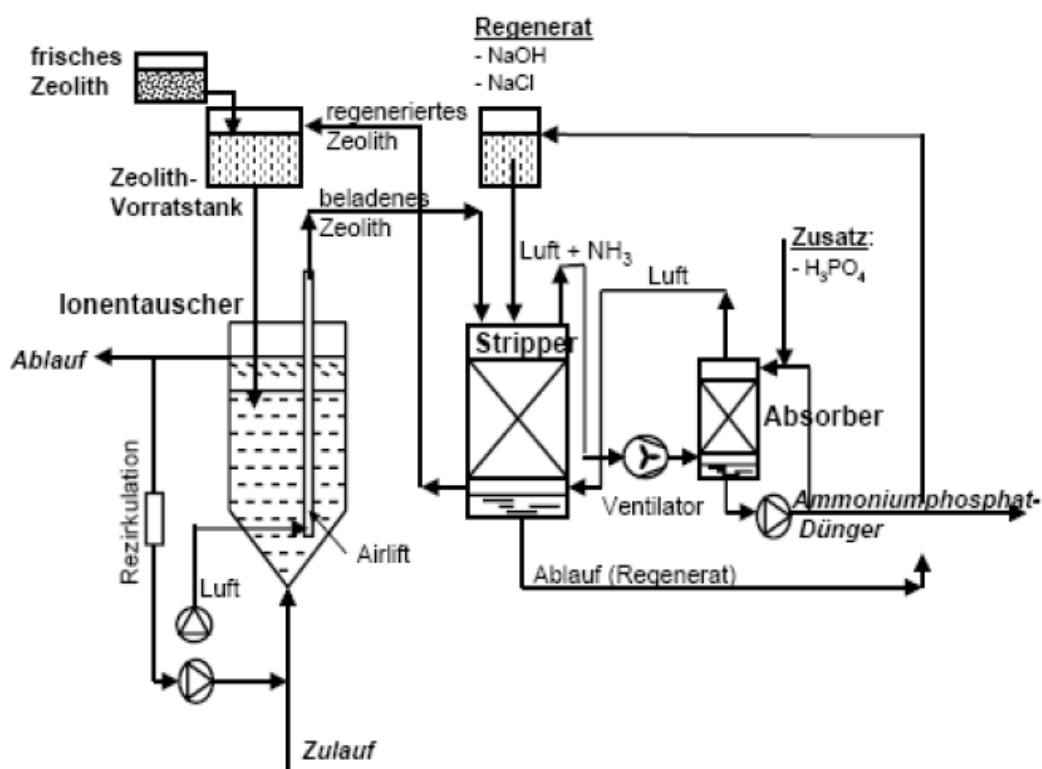 Regenerat
- NaOH
- NaCl
frisches
Zeolith
regeneriertes
Zeolith
Zeolith-
Vorratstank
beladenes
Zeolith
Luft + NH3
Luft
Zusatz:
- H3PO4
Ionentauscher
Ablauf
Stripper
Absorber
Rezirkulation
Ventilator
Ammoniumphosphat-
Dünger
Airlift
Luft
Ablauf (Regenerat)
Zulauf